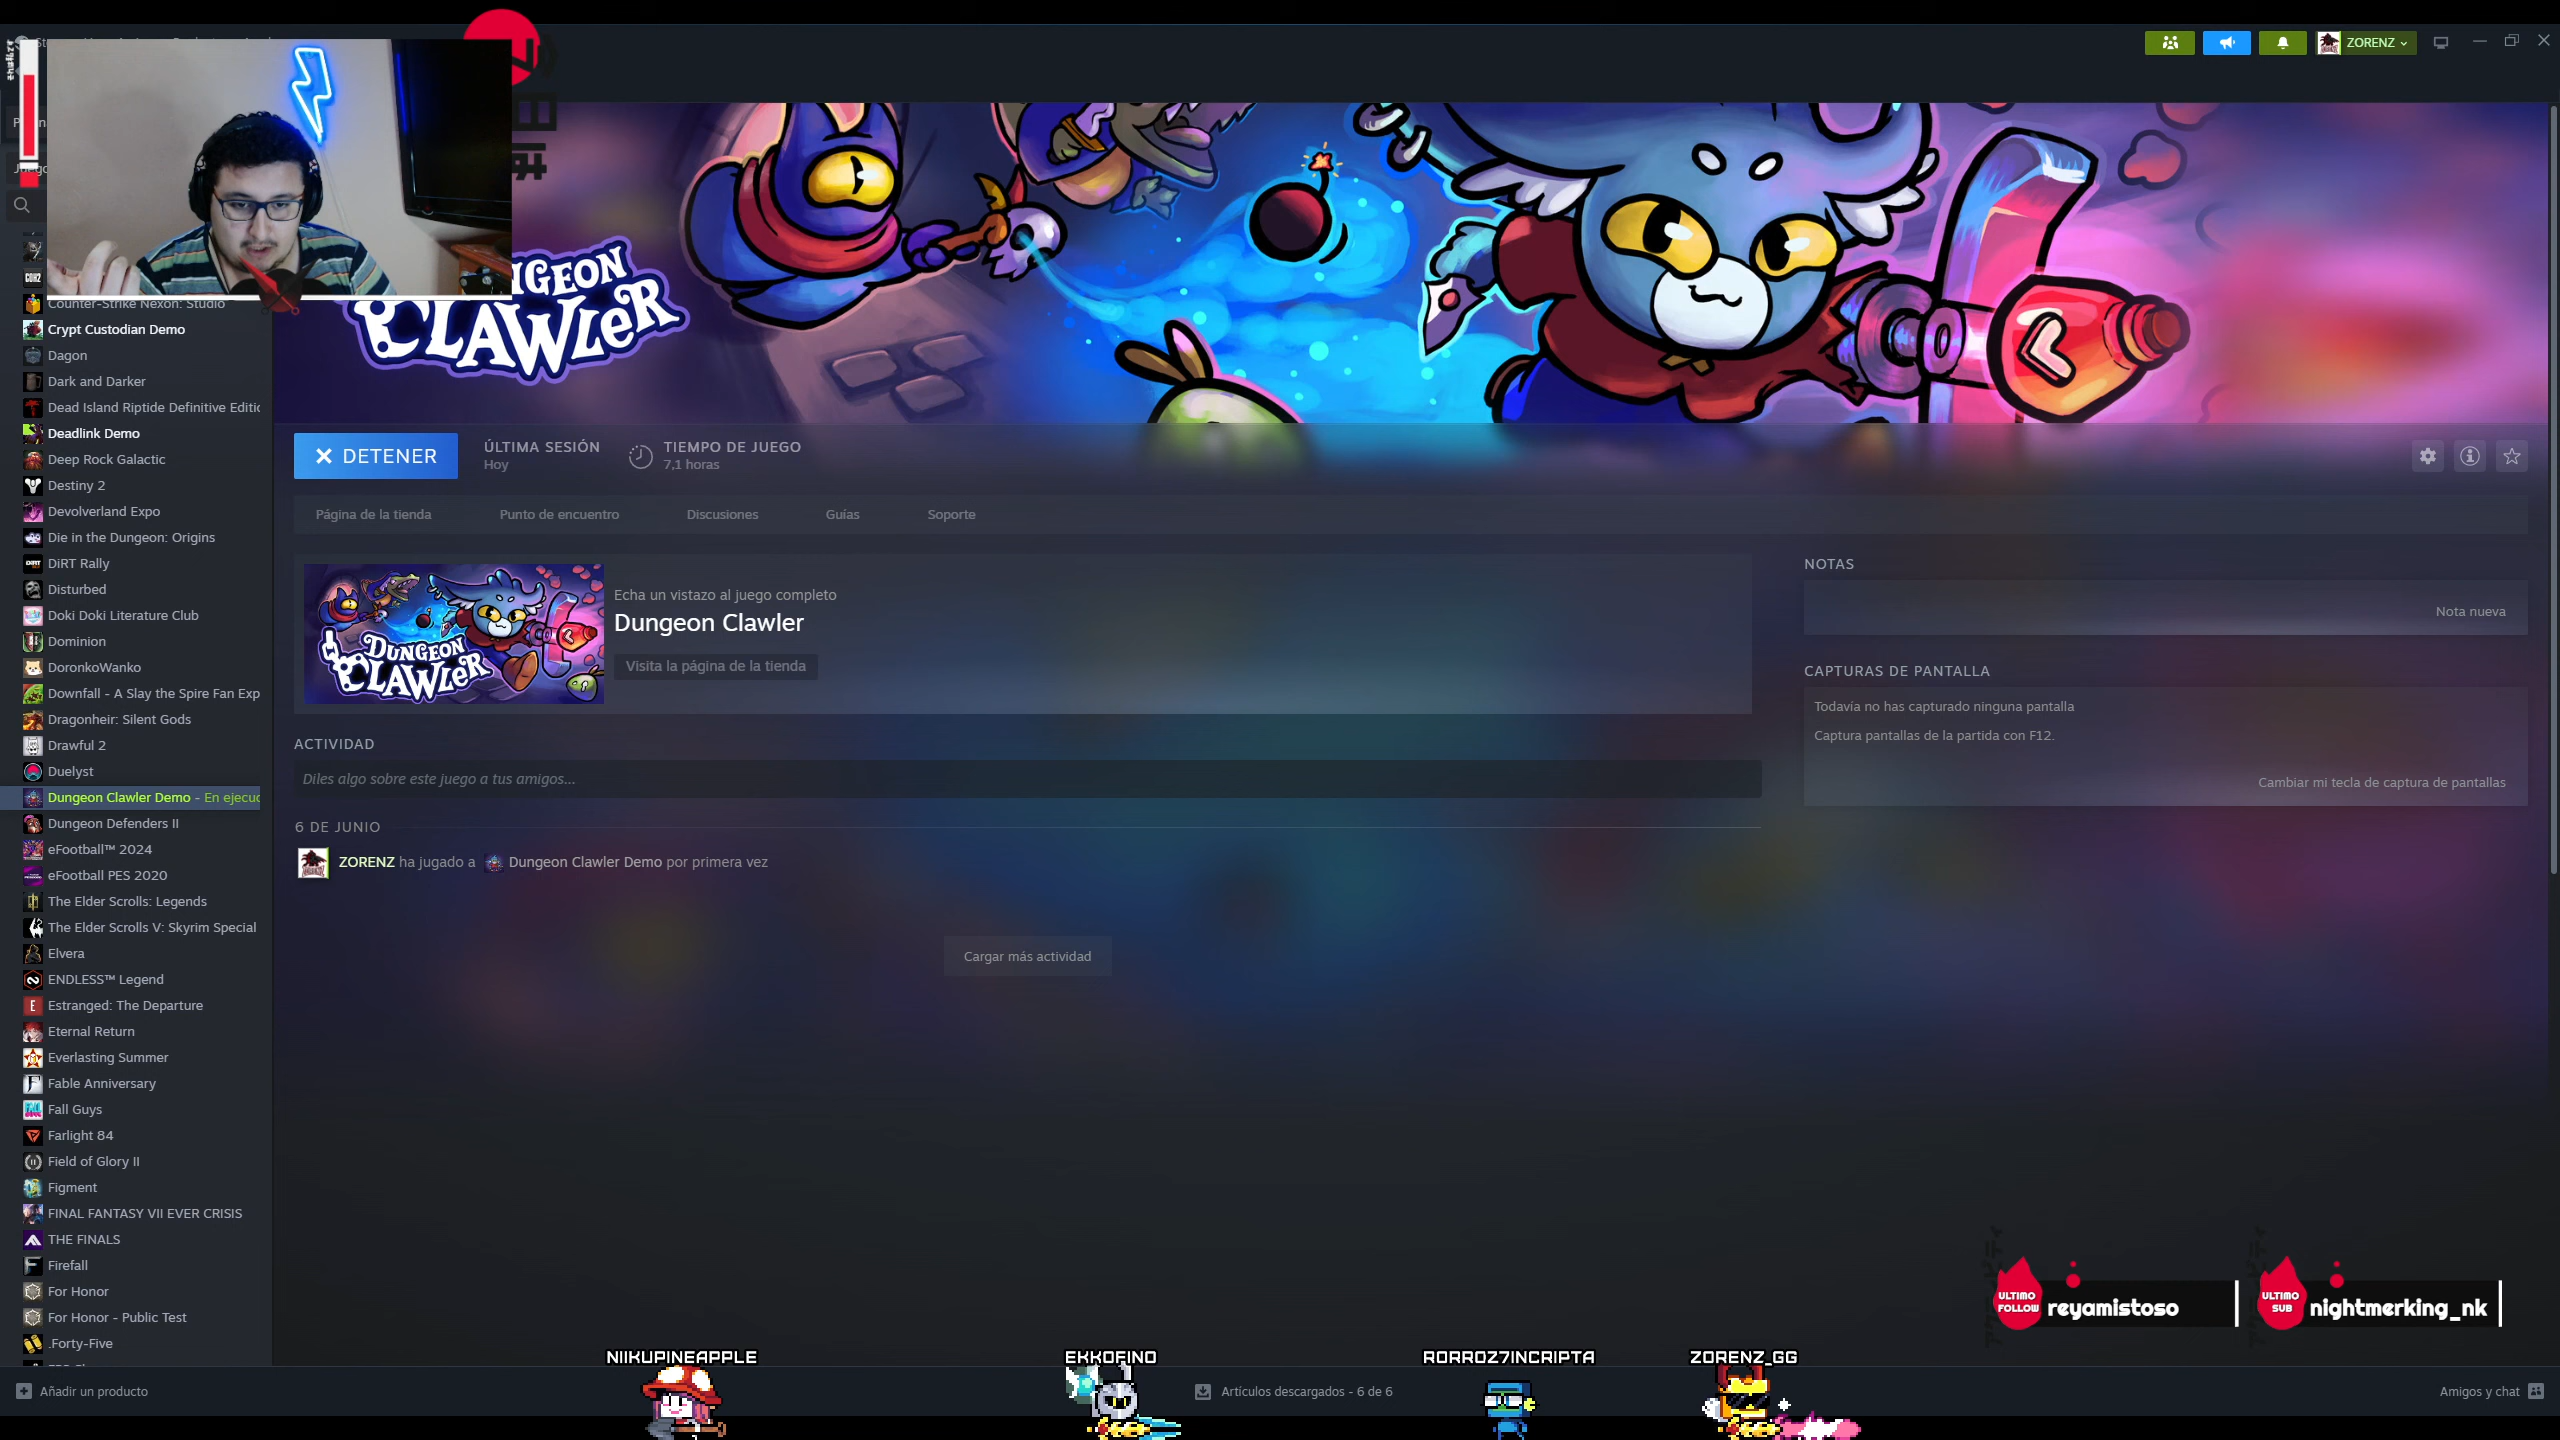 ZORENZ
COHZ
Counter-Strike Nexon: Studio
Crypt Custodian Demo
Dagon
Dark and Darker
Dead Island Riptide Definitive Editic
Deadlink Demo
Deep Rock Galactic
Destiny 2
Devolverland Expo
Die in the Dungeon: Origins
DiRT Rally
Disturbed
Doki Doki Literature Club
Dominion
DoronkoWanko
Downfall - A Slay the Spire Fan Exp
Dragonheir: Silent Gods
Drawful 2
Duelyst
Dungeon Clawler Demo - En ejecuc
Dungeon Defenders II
eFootball™ 2024
eFootball PES 2020
The Elder Scrolls: Legends
The Elder Scrolls V: Skyrim Special
Elvera
ENDLESS™ Legend
Estranged: The Departure
Eternal Return
Everlasting Summer
Fable Anniversary
Fall Guys
Farlight 84
Field of Glory II
Figment
FINAL FANTASY VII EVER CRISIS
THE FINALS
Firefall
For Honor
For Honor - Public Test
.Forty-Five
CLAWLER
DETENER
ÚLTIMA SESIÓN
Hoy
TIEMPO DE JUEGO
7,1 horas
Página de la tienda
Punto de encuentro
Discusiones
Guías
Soporte
DUNGEON
CLAWLER
Echa un vistazo al juego completo
Dungeon Clawler
Visita la página de la tienda
NOTAS
Nota nueva
CAPTURAS DE PANTALLA
Todavía no has capturado ninguna pantalla
Captura pantallas de la partida con F12.
Cambiar mi tecla de captura de pantallas
ACTIVIDAD
Diles algo sobre este juego a tus amigos...
6 DE JUNIO
ZORENZ ha jugado a Dungeon Clawler Demo por primera vez
Cargar más actividad
ULTIMO
FOLLOW
reyamistoso
ULTIMO
SUB
nightmerking_nk
NIIKUPINEAPPLE
EKKOFINO
RORROZ7INCRIPTA
ZORENZ_GG
Añadir un producto
Artículos descargados - 6 de 6
Amigos y chat